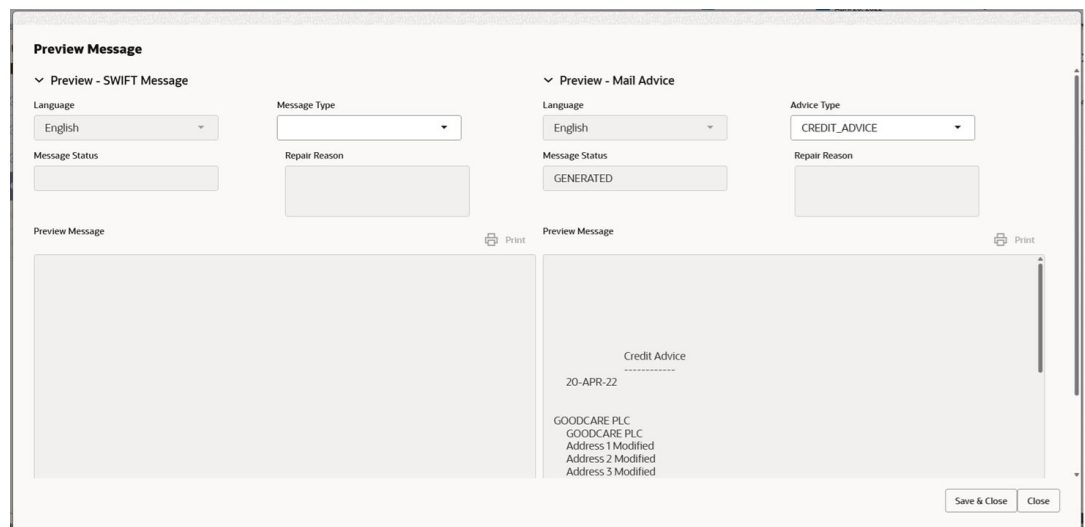 Preview Message
Preview - SWIFT Message
Language
English
Message Type
Message Status
Repair Reason
Preview Message
Print
Preview - Mail Advice
Language
English
Advice Type
CREDIT_ADVICE
Message Status
GENERATED
Repair Reason
Preview Message
Print
Credit Advice
------------
20-APR-22
GOODCARE PLC
GOODCARE PLC
Address 1 Modified
Address 2 Modified
Address 3 Modified
Save & Close
Close